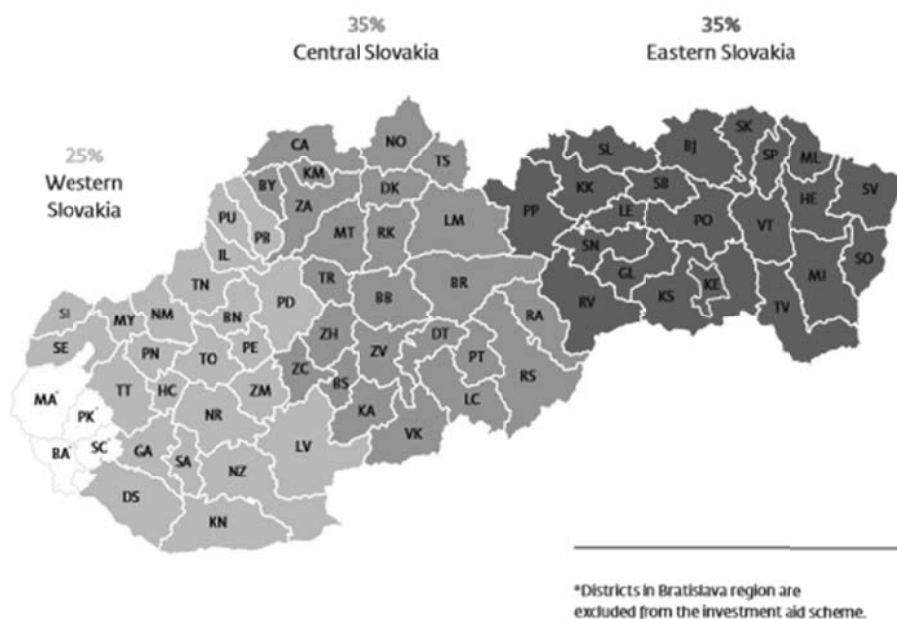 35%
Central Slovakia
35%
Eastern Slovakia
25%
Western
Slovakia
CA
NO
TS
KM
BY
ZA
DK
PU
PB
MT
RK
LM
IL
TN
PD
TR
BB
BR
SI
MY
NM
BN
ZH
ZV
DT
RA
SE
PN
TO
PE
ZC
BS
PT
RS
MA*
TT
HC
ZM
KA
LC
PK*
NR
VK
BA*
SC*
GA
SA
NZ
LV
DS
KN
SL
BJ
SK
SP
ML
KK
SB
HE
SV
PP
LE
PO
VT
SN
GL
KS
KE
MI
SO
RV
TV
*Districts in Bratislava region are
excluded from the investment aid scheme.